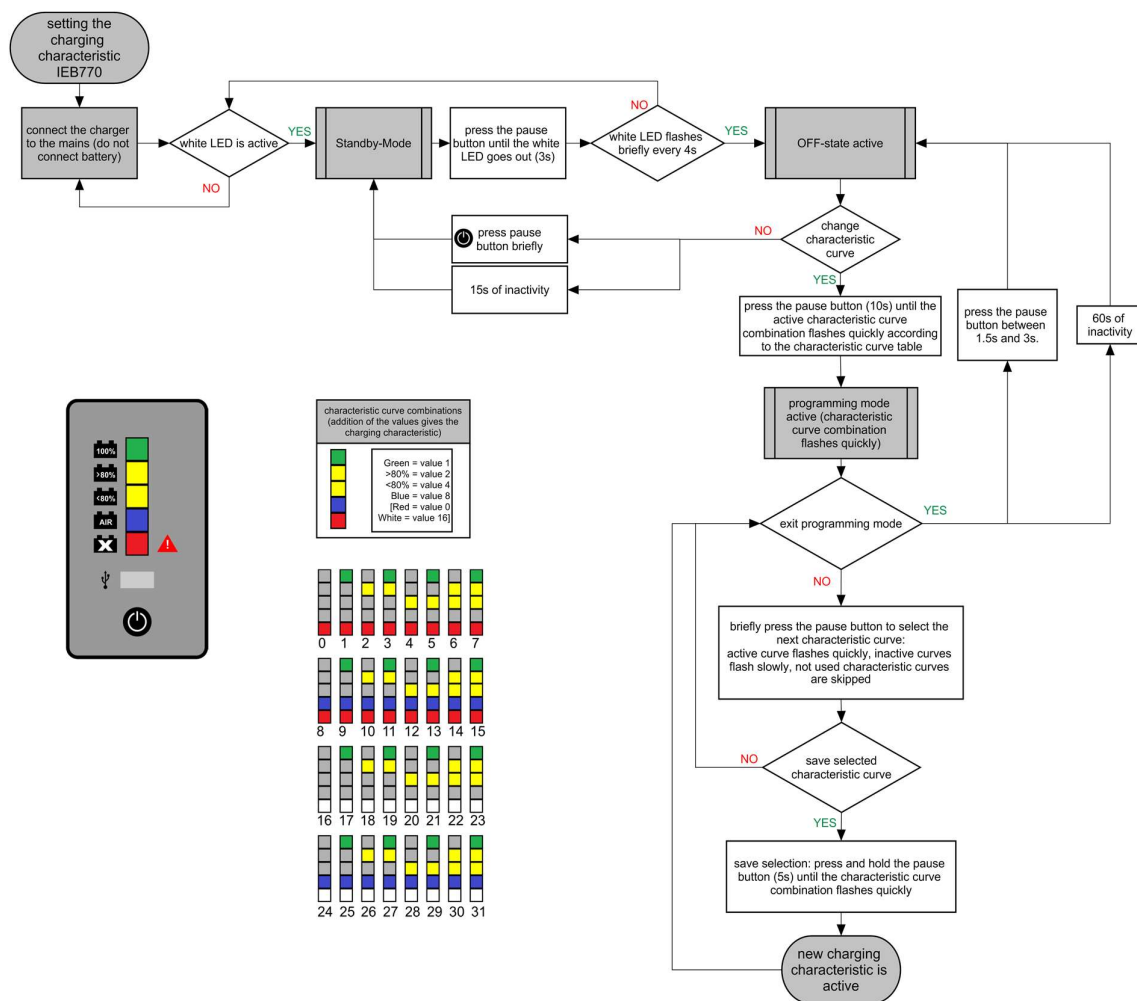 setting the
charging
characteristic
IEB770
connect the charger
to the mains (do not
connect battery)
white LED is active
YES
NO
Standby-Mode
press the pause
button until the white
LED goes out (3s)
NO
white LED flashes
briefly every 4s
YES
OFF-state active
change
characteristic
curve
NO
YES
press pause
button briefly
15s of inactivity
press the pause button (10s) until the
active characteristic curve
combination flashes quickly according
to the characteristic curve table
press the pause
button between
1.5s and 3s.
60s of
inactivity
programming mode
active (characteristic
curve combination
flashes quickly)
exit programming mode
YES
NO
briefly press the pause button to select the
next characteristic curve:
active curve flashes quickly, inactive curves
flash slowly, not used characteristic curves
are skipped
NO
save selected
characteristic curve
YES
save selection: press and hold the pause
button (5s) until the characteristic curve
combination flashes quickly
new charging
characteristic is
active
100%
>80%
<80%
AIR
X
!
characteristic curve combinations
(addition of the values gives the
charging characteristic)
Green = value 1
>80% = value 2
<80% = value 4
Blue = value 8
[Red = value 0
White = value 16]
0 1 2 3 4 5 6 7
8 9 10 11 12 13 14 15
16 17 18 19 20 21 22 23
24 25 26 27 28 29 30 31